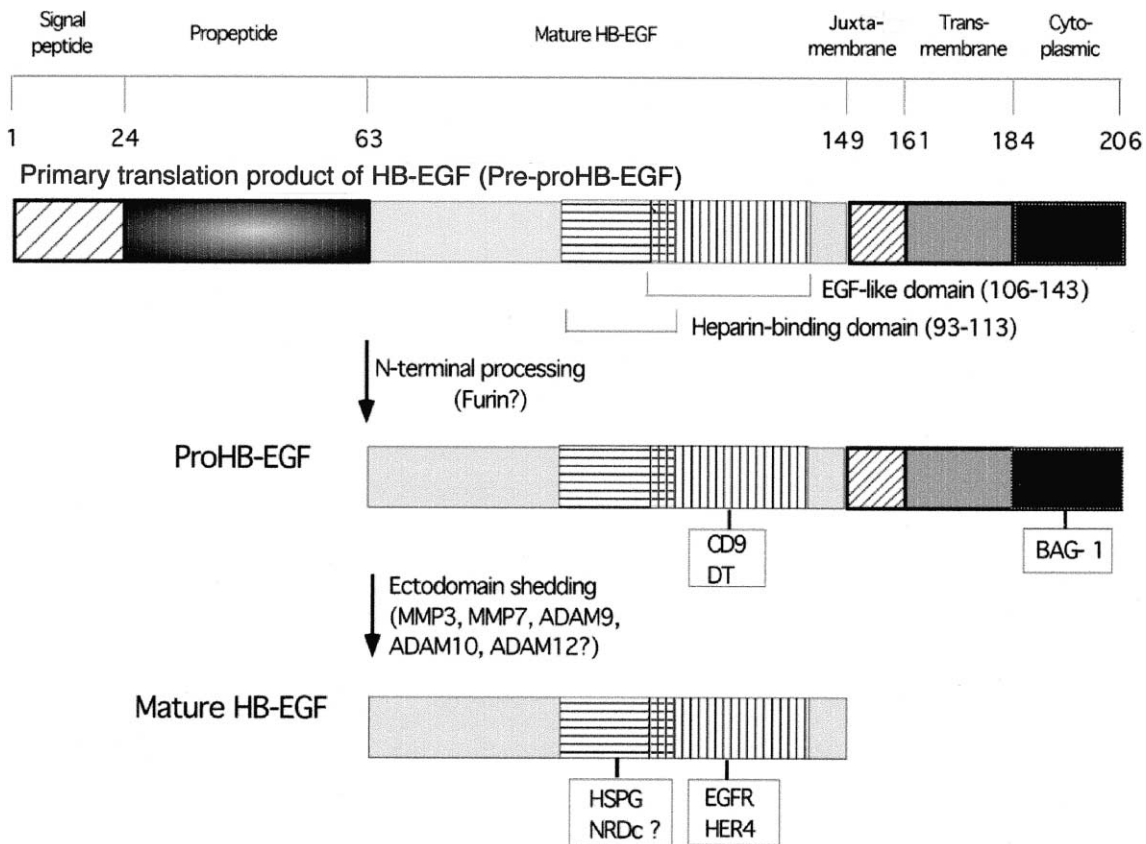 Signal
peptide
Propeptide
Mature HB-EGF
Juxta-
membrane
Trans-
membrane
Cyto-
plasmic
1 24 63 149 161 184 206
Primary translation product of HB-EGF (Pre-proHB-EGF)
EGF-like domain (106-143)
Heparin-binding domain (93-113)
N-terminal processing
(Furin?)
ProHB-EGF
CD9
DT
BAG- 1
Ectodomain shedding
(MMP3, MMP7, ADAM9,
ADAM10, ADAM12?)
Mature HB-EGF
HSPG
NRDc ?
EGFR
HER4